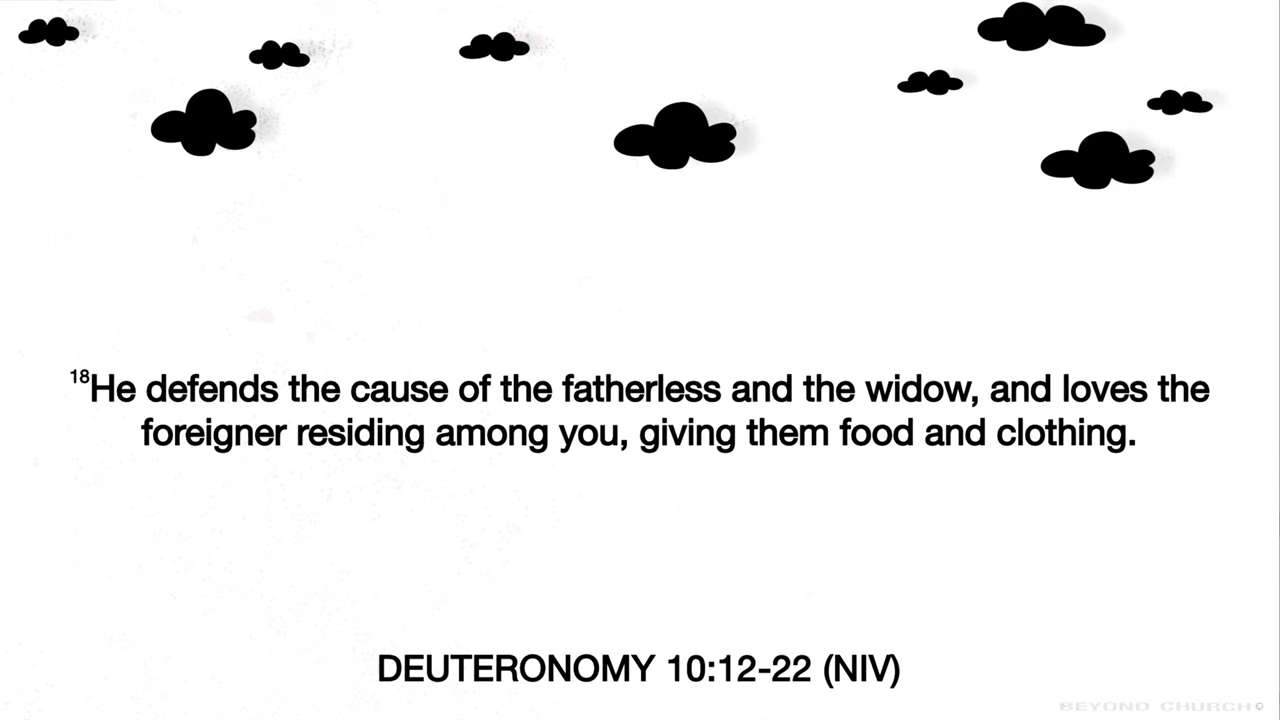 18He defends the cause of the fatherless and the widow, and loves the
foreigner residing among you, giving them food and clothing.
DEUTERONOMY 10:12-22 (NIV)
BEYOND CHURCH